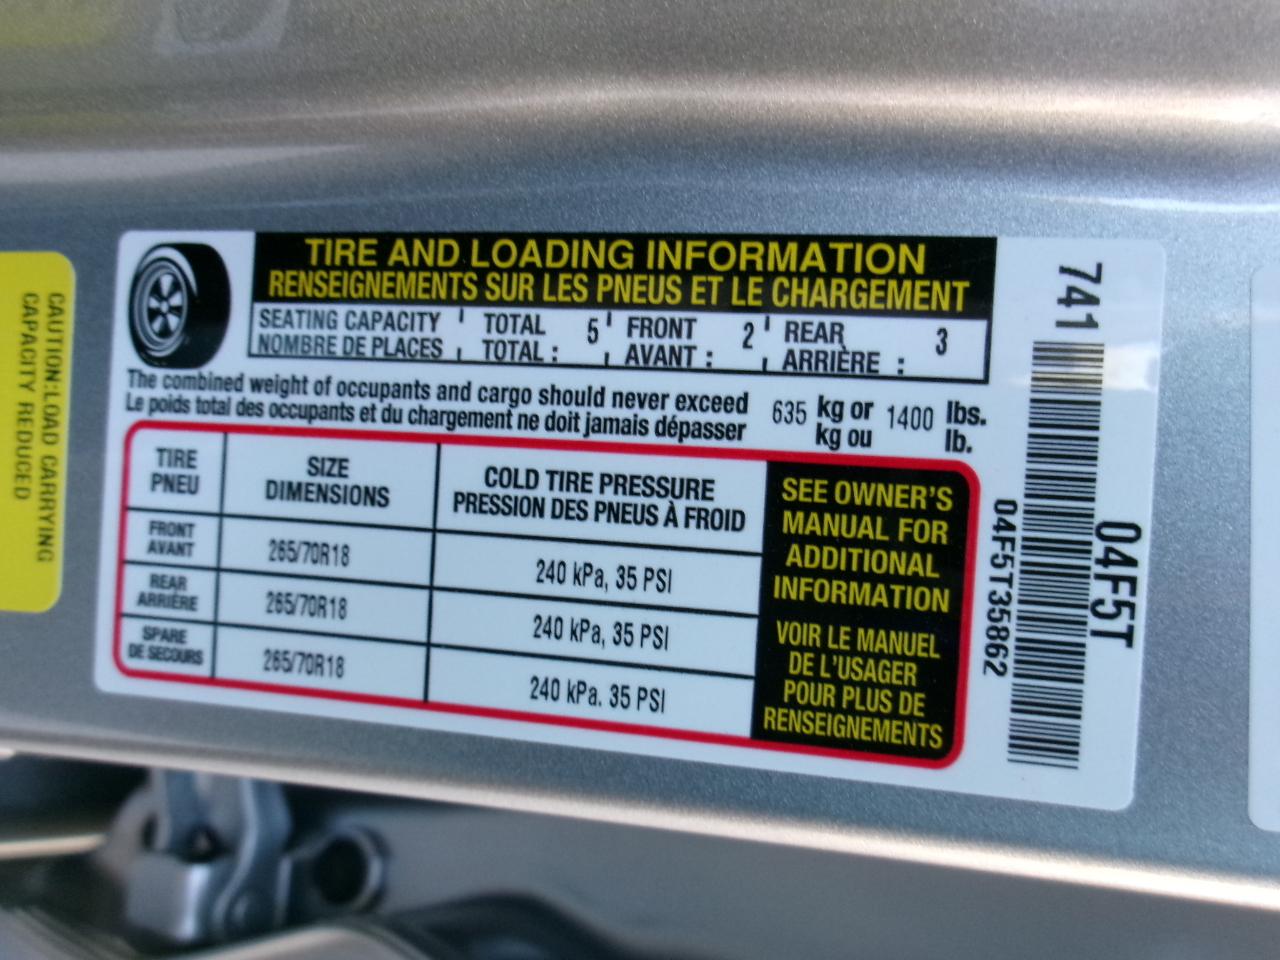 CAUTION:LOAD CARRYING
CAPACITY REDUCED
TIRE AND LOADING INFORMATION
RENSEIGNEMENTS SUR LES PNEUS ET LE CHARGEMENT
SEATING CAPACITY TOTAL 5 FRONT 2 REAR 3
NOMBRE DE PLACES TOTAL : AVANT : ARRIÈRE :
The combined weight of occupants and cargo should never exceed 635 kg or 1400 lbs.
Le poids total des occupants et du chargement ne doit jamais dépasser kg ou lb.
TIRE SIZE COLD TIRE PRESSURE
PNEU DIMENSIONS PRESSION DES PNEUS À FROID
FRONT
AVANT 265/70R18 240 kPa, 35 PSI
REAR
ARRIÈRE 265/70R18 240 kPa, 35 PSI
SPARE
DE SECOURS 265/70R18 240 kPa. 35 PSI
SEE OWNER'S
MANUAL FOR
ADDITIONAL
INFORMATION
VOIR LE MANUEL
DE L'USAGER
POUR PLUS DE
RENSEIGNEMENTS
741
04F5T
04F5T35862